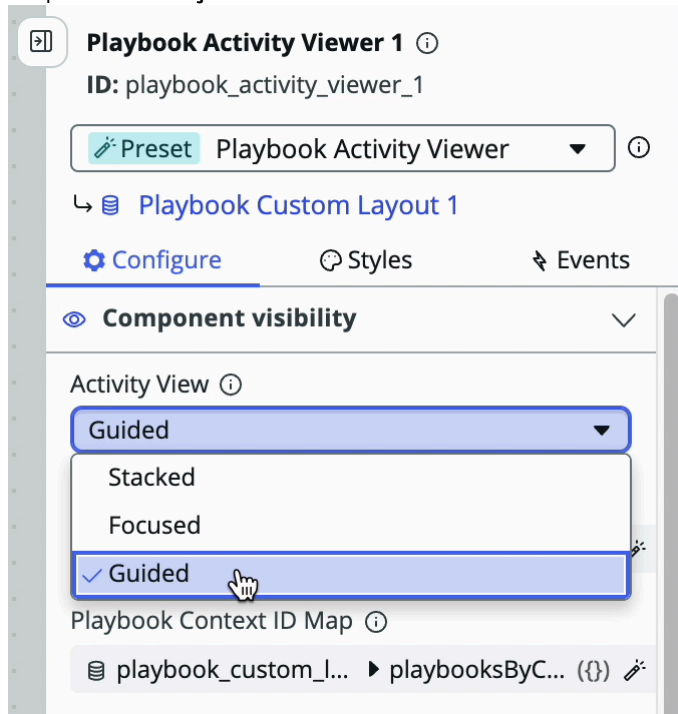 Playbook Activity Viewer 1
ID: playbook_activity_viewer_1
Preset Playbook Activity Viewer
Playbook Custom Layout 1
Configure Styles Events
Component visibility
Activity View
Guided
Stacked
Focused
Guided
Playbook Context ID Map
playbook_custom_l... playbooksByC... ({})